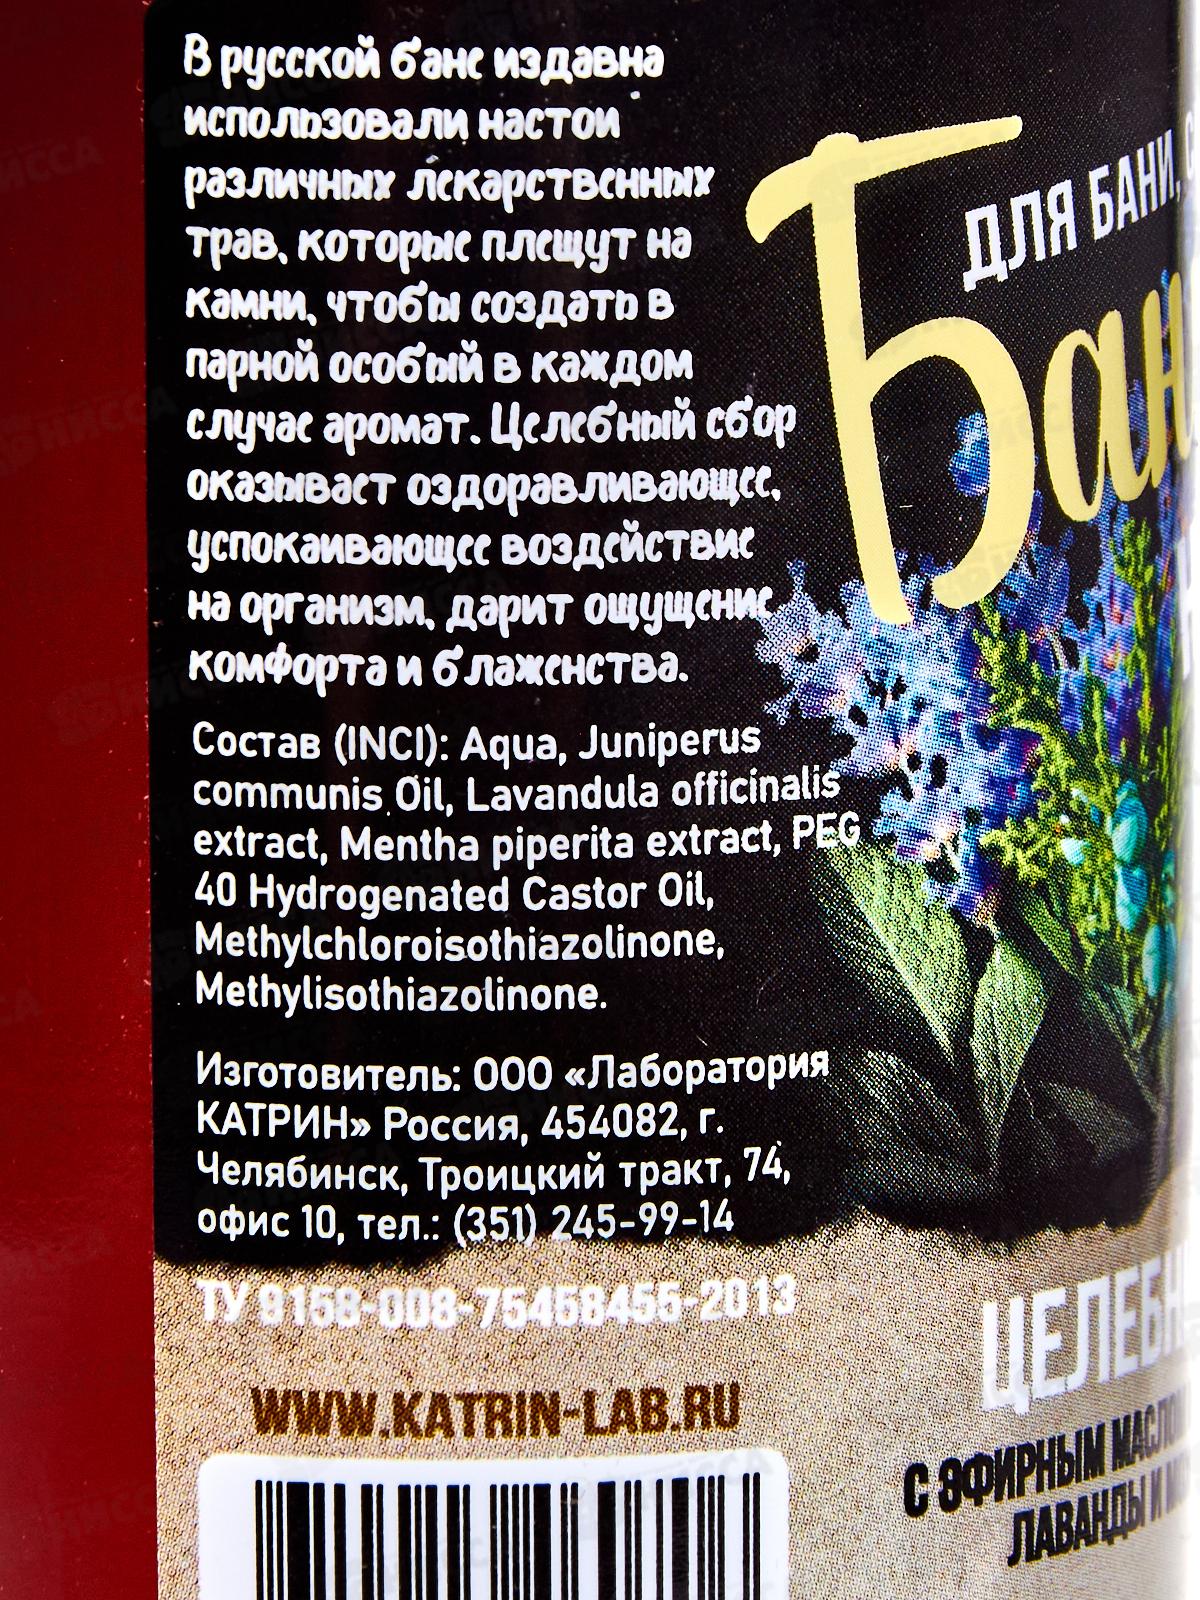 В русской бане издавна
использовали настои
различных лекарственных
трав, которые плещут на
камни, чтобы создать в
парной особый в каждом
случае аромат. Целебный сбор
оказывает оздоравливающее,
успокаивающее воздействие
на организм, дарит ощущение
комфорта и блаженства.
Состав (INCI): Aqua, Juniperus
communis Oil, Lavandula officinalis
extract, Mentha piperita extract, PEG
40 Hydrogenated Castor Oil,
Methylchloroisothiazolinone,
Methylisothiazolinone.
Изготовитель: ООО «Лаборатория
КАТРИН» Россия, 454082, г.
Челябинск, Троицкий тракт, 74,
офис 10, тел.: (351) 245-99-14
ТУ 9158-008-75458455-2013
WWW.KATRIN-LAB.RU
ДЛЯ БАНИ,
Бан
ЦЕЛЕБН
С ЭФИРНЫМ МАСЛОМ
ЛАВАНДЫ И